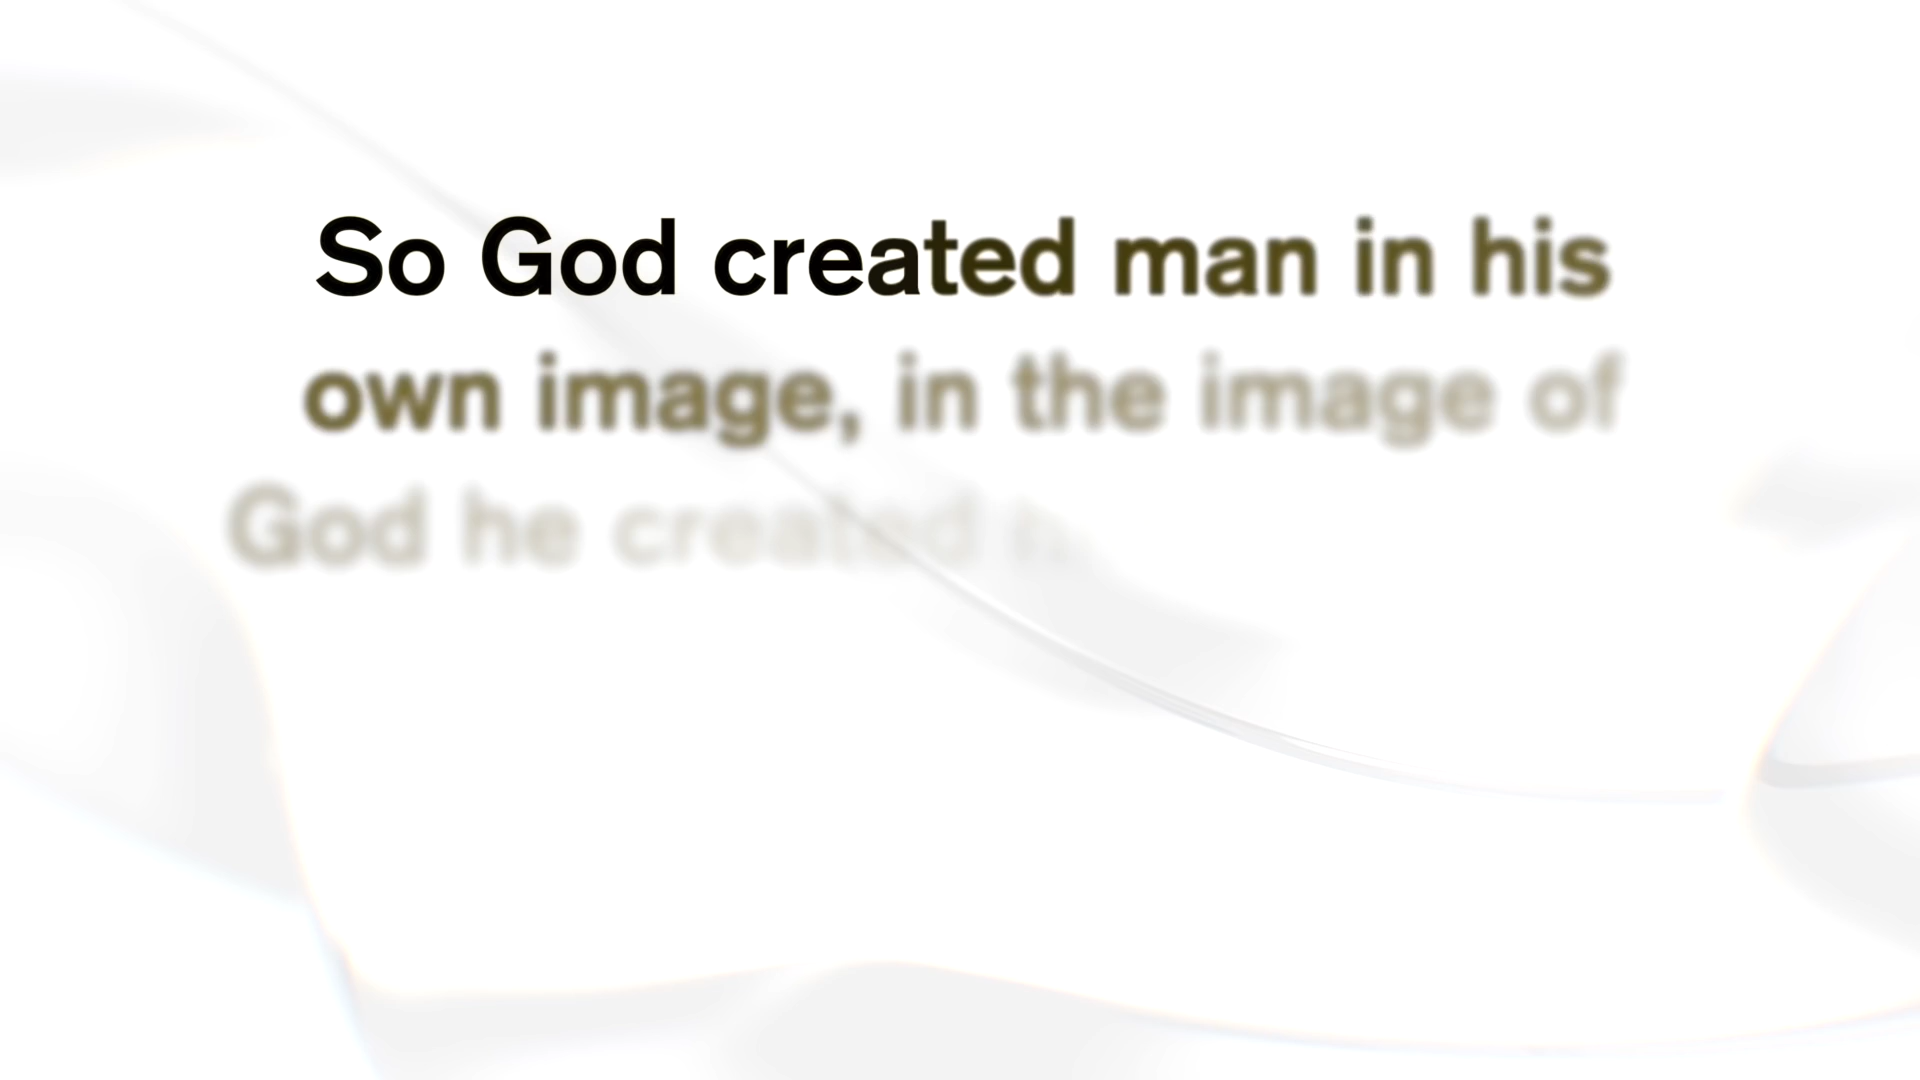 So God created man in his
own image, in the image of
God he created